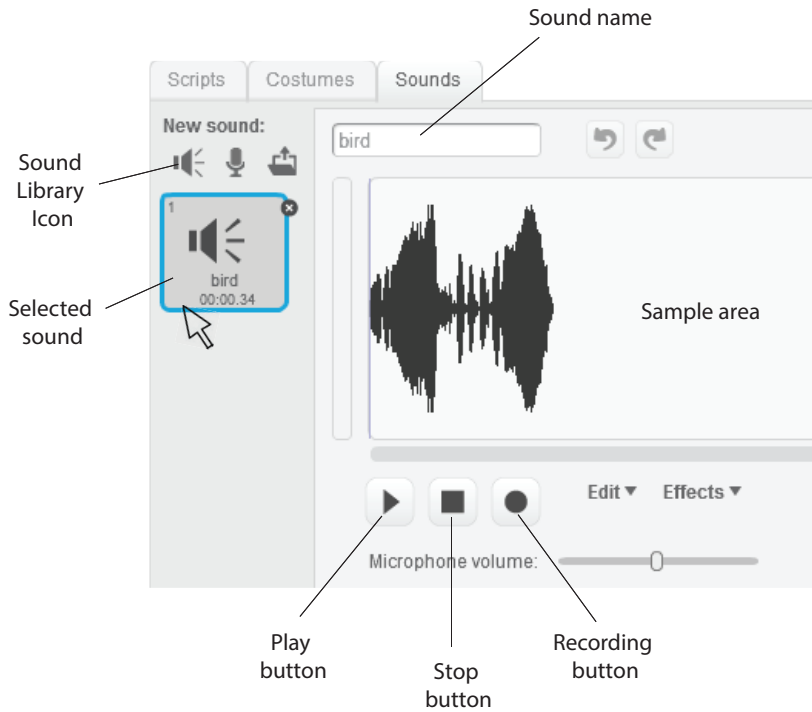 Sound name
Scripts Costumes Sounds
New sound:
bird
Sound
Library
Icon
1
bird
00:00.34
Selected
sound
Sample area
Edit Effects
Microphone volume:
Play
button
Stop
button
Recording
button